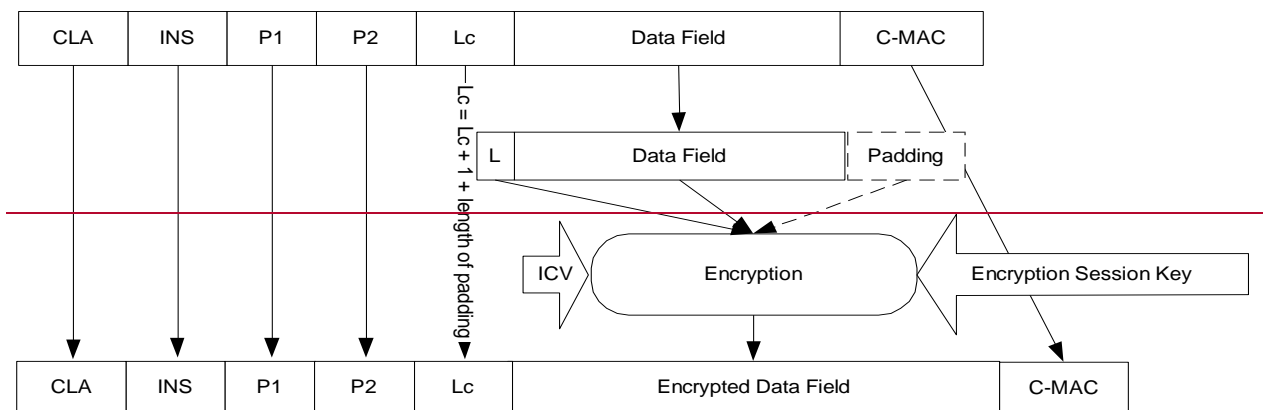 CLA INS P1 P2 Lc Data Field C-MAC
Lc = Lc + 1 + length of padding
L Data Field Padding
ICV Encryption Encryption Session Key
CLA INS P1 P2 Lc Encrypted Data Field C-MAC